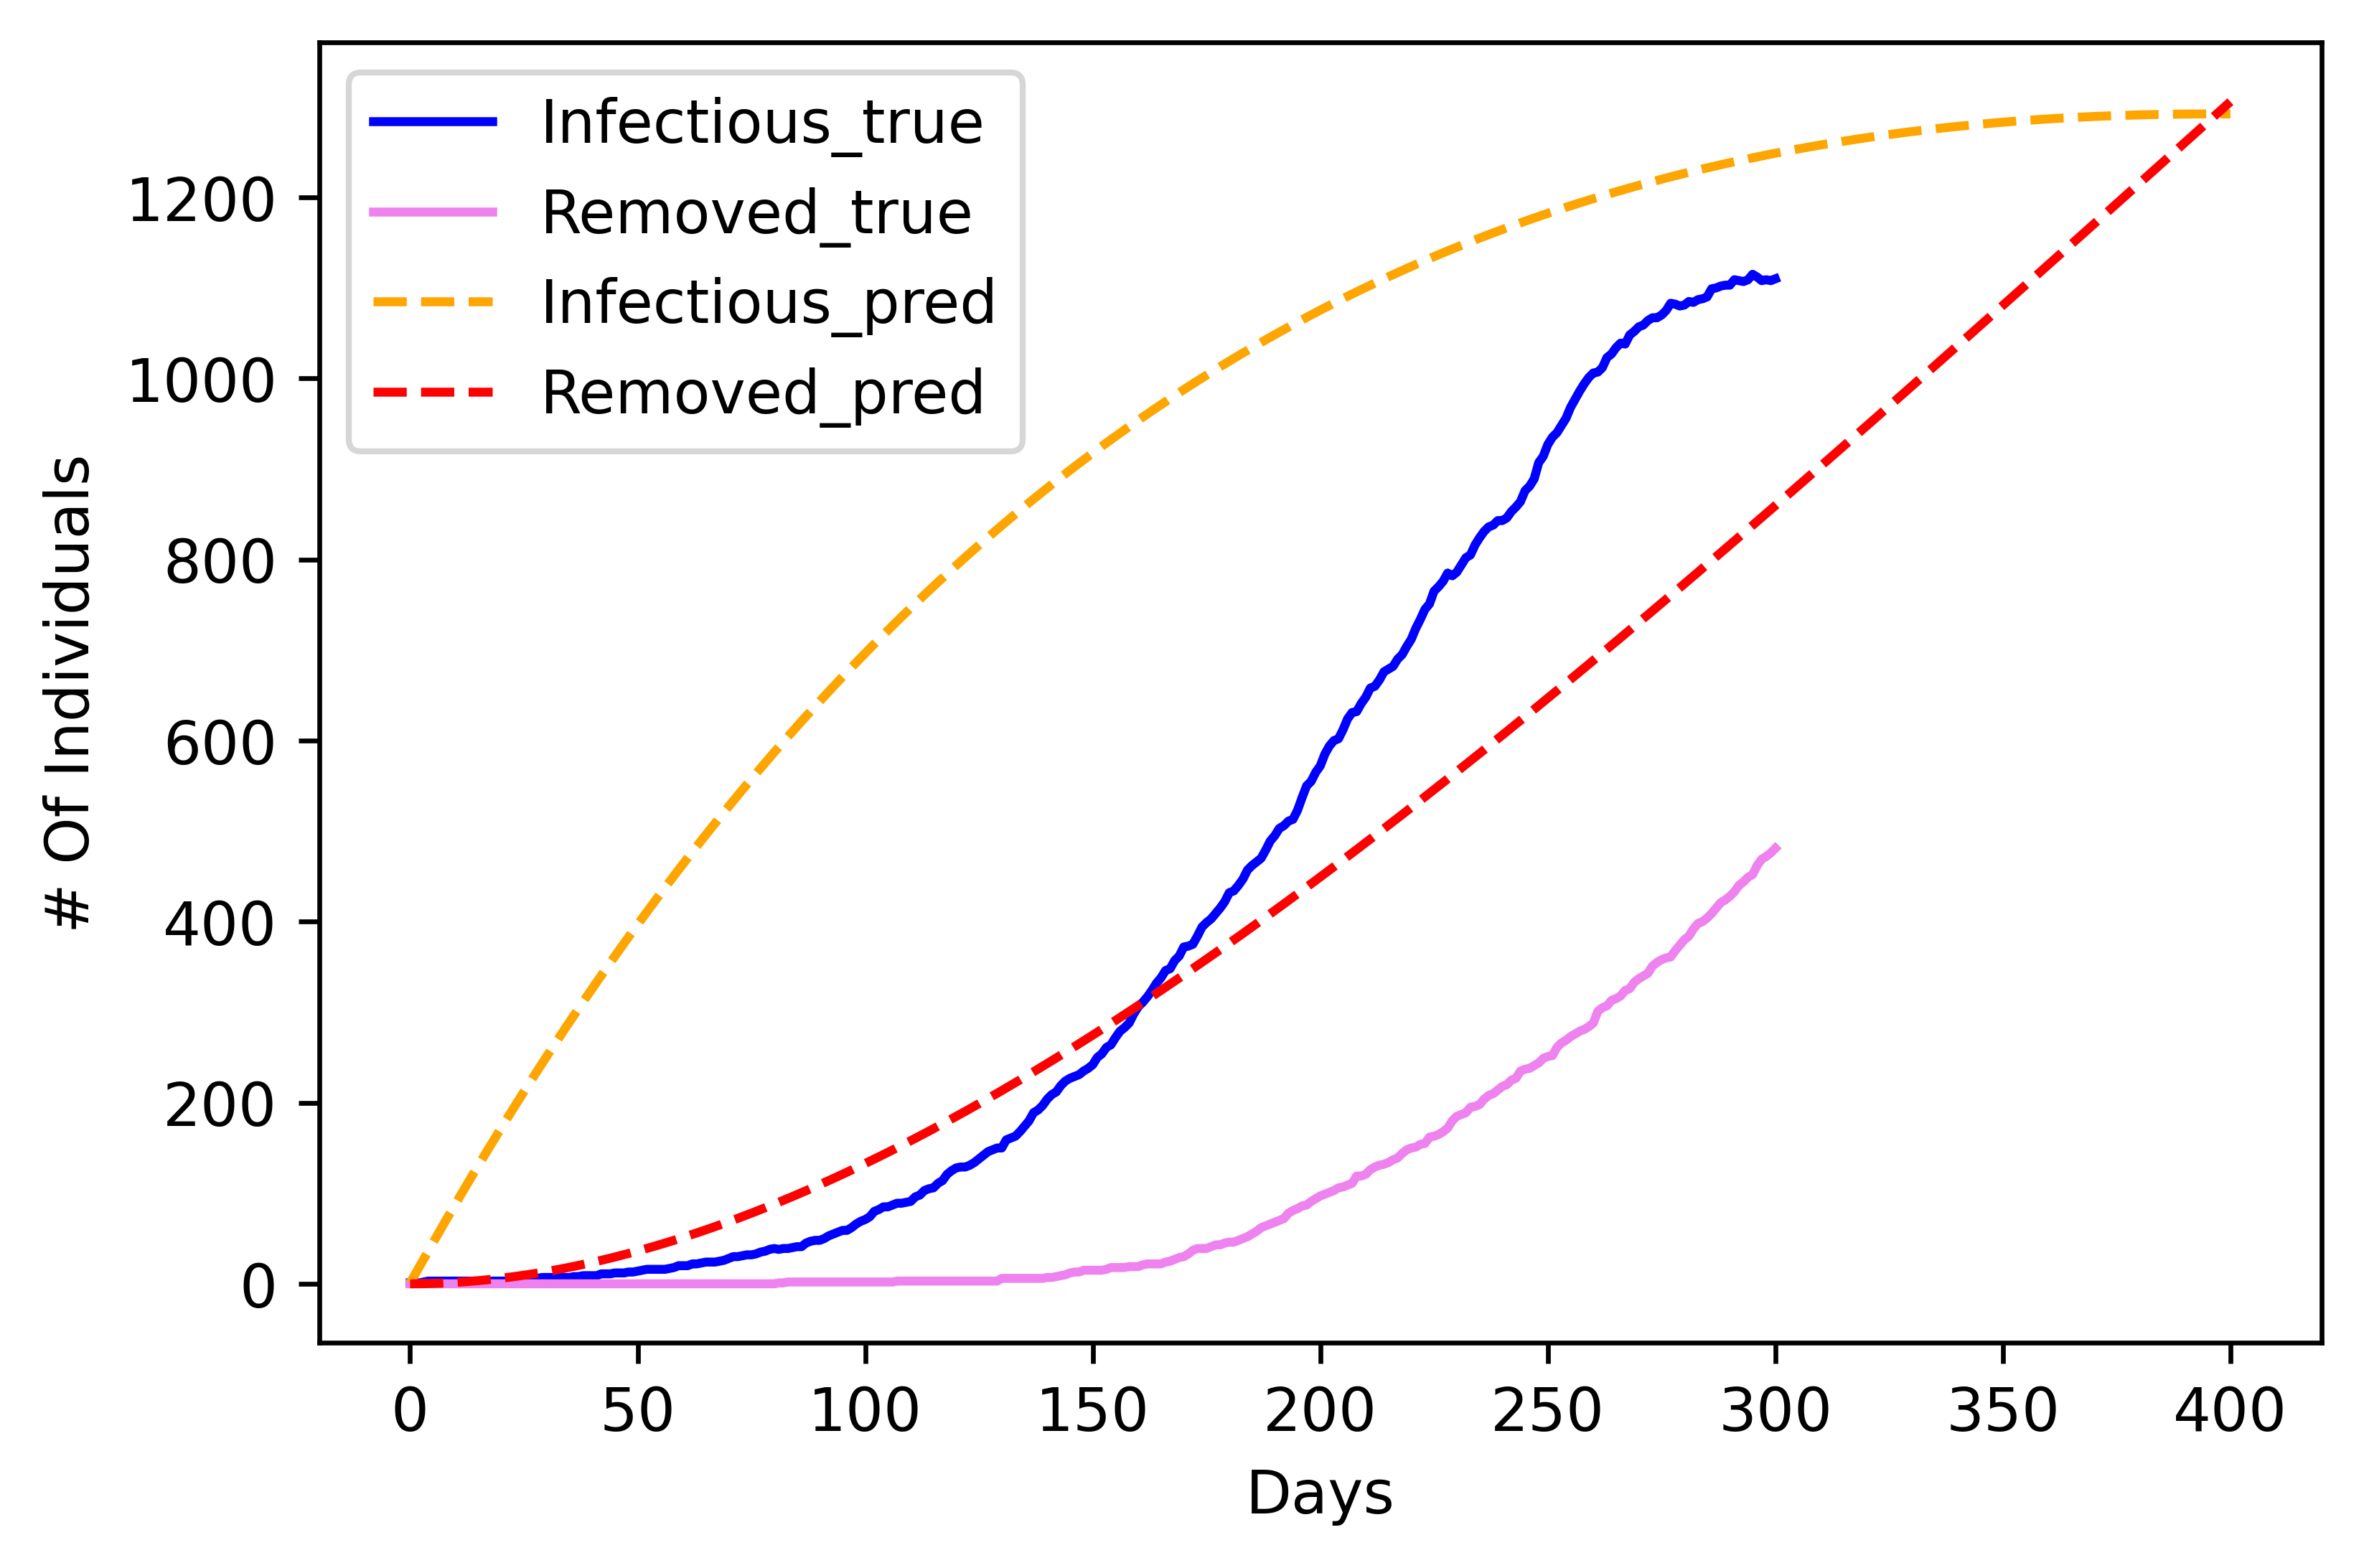 Infectious_true
Removed_true
Infectious_pred
Removed_pred
1200
1000
800
600
400
200
0
# Of Individuals
0 50 100 150 200 250 300 350 400
Days